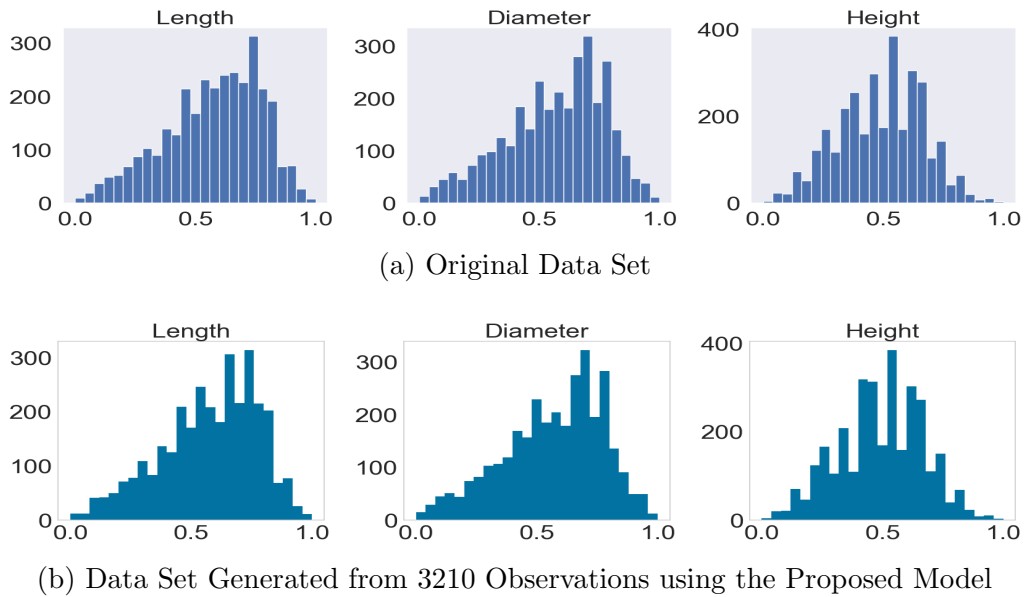 Length Diameter Height
300 300 400
200 200 200
100 100
0 0 0
0.0 0.5 1.0 0.0 0.5 1.0 0.0 0.5 1.0
(a) Original Data Set
Length Diameter Height
300 300 400
200 200 200
100 100
0 0 0
0.0 0.5 1.0 0.0 0.5 1.0 0.0 0.5 1.0
(b) Data Set Generated from 3210 Observations using the Proposed Model